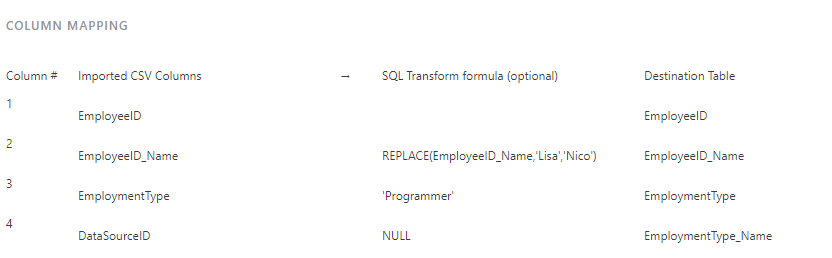 COLUMN MAPPING
Column # Imported CSV Columns → SQL Transform formula (optional) Destination Table
1
EmployeeID EmployeeID
2
EmployeeID_Name REPLACE(EmployeeID_Name,'Lisa','Nico') EmployeeID_Name
3
EmploymentType 'Programmer' EmploymentType
4
DataSourceID NULL EmploymentType_Name